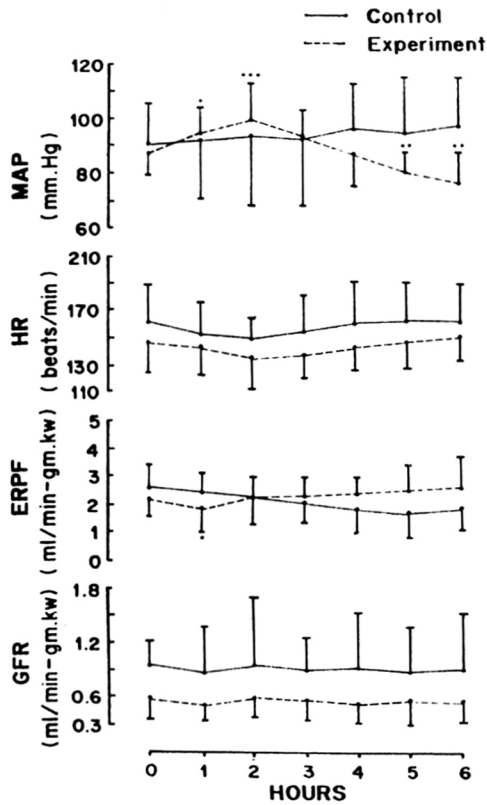 Control
Experiment
MAP
(mm.Hg)
120
100
80
60
HR
(beats/min)
210
170
130
110
ERPF
(ml/min-gm.kw)
5
4
3
2
1
0
GFR
(ml/min-gm.kw)
1.8
1.2
0.6
0.3
0 1 2 3 4 5 6
HOURS